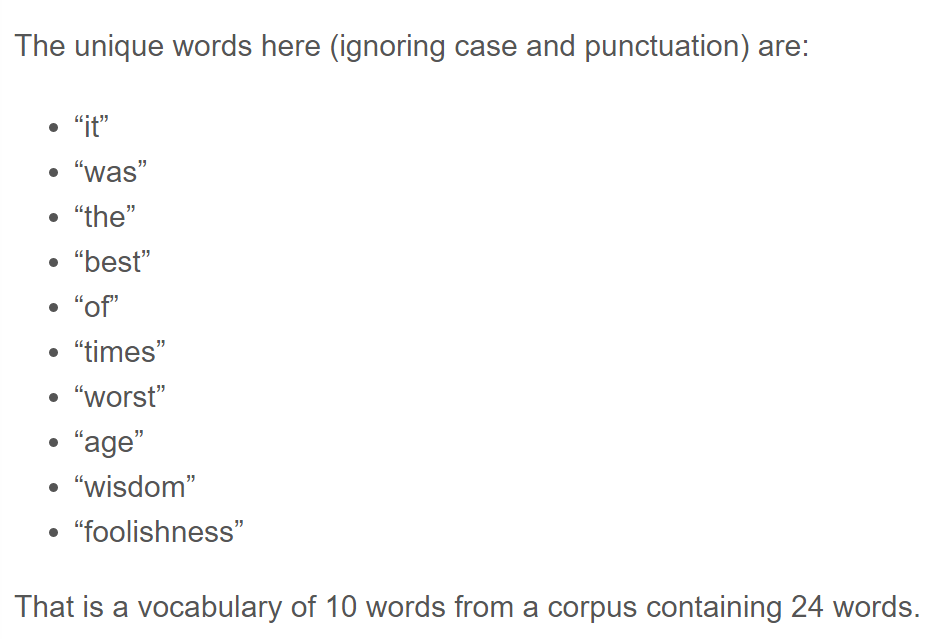 The unique words here (ignoring case and punctuation) are:
• “it”
• “was”
• “the”
• “best”
• “of”
• “times”
• “worst”
• “age”
• “wisdom”
• “foolishness”
That is a vocabulary of 10 words from a corpus containing 24 words.